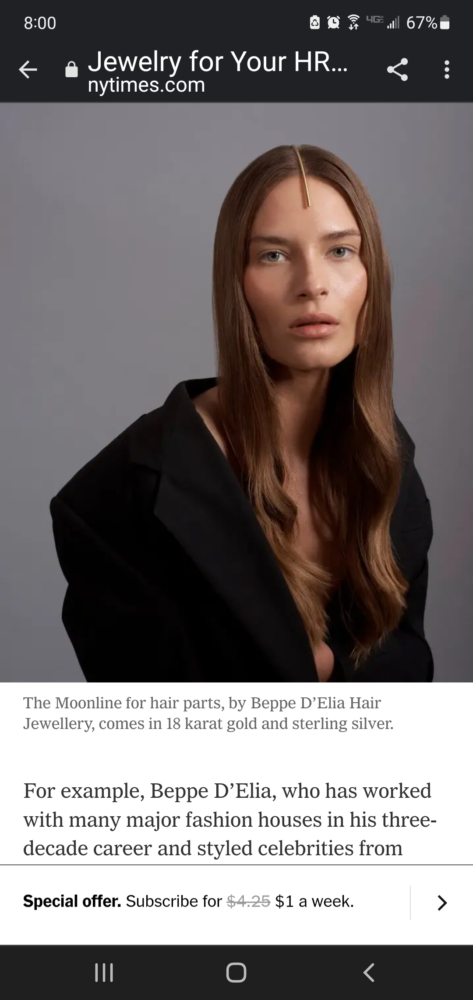 8:00
4G LTE 67%
Jewelry for Your HR...
nytimes.com
The Moonline for hair parts, by Beppe D’Elia Hair
Jewellery, comes in 18 karat gold and sterling silver.
For example, Beppe D’Elia, who has worked
with many major fashion houses in his three-
decade career and styled celebrities from
Special offer. Subscribe for $4.25 $1 a week.